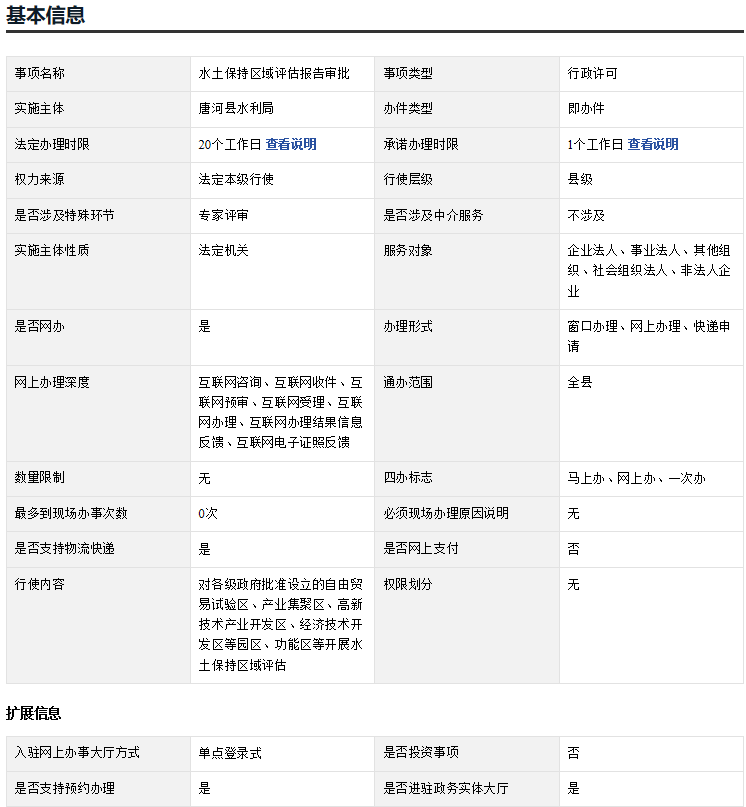 基本信息
事项名称 水土保持区域评估报告审批 事项类型 行政许可
实施主体 唐河县水利局 办件类型 即办件
法定办理时限 20个工作日 查看说明 承诺办理时限 1个工作日 查看说明
权力来源 法定本级行使 行使层级 县级
是否涉及特殊环节 专家评审 是否涉及中介服务 不涉及
实施主体性质 法定机关 服务对象 企业法人、事业法人、其他组
织、社会组织法人、非法人企
业
是否网办 是 办理形式 窗口办理、网上办理、快递申
请
网上办理深度 互联网咨询、互联网收件、互 通办范围 全县
联网预审、互联网受理、互联
网办理、互联网办理结果信息
反馈、互联网电子证照反馈
数量限制 无 四办标志 马上办、网上办、一次办
最多到现场办事次数 0次 必须现场办理原因说明 无
是否支持物流快递 是 是否网上支付 否
行使内容 对各级政府批准设立的自由贸 权限划分 无
易试验区、产业集聚区、高新
技术产业开发区、经济技术开
发区等园区、功能区等开展水
土保持区域评估
扩展信息
入驻网上办事大厅方式 单点登录式 是否投资事项 否
是否支持预约办理 是 是否进驻政务实体大厅 是